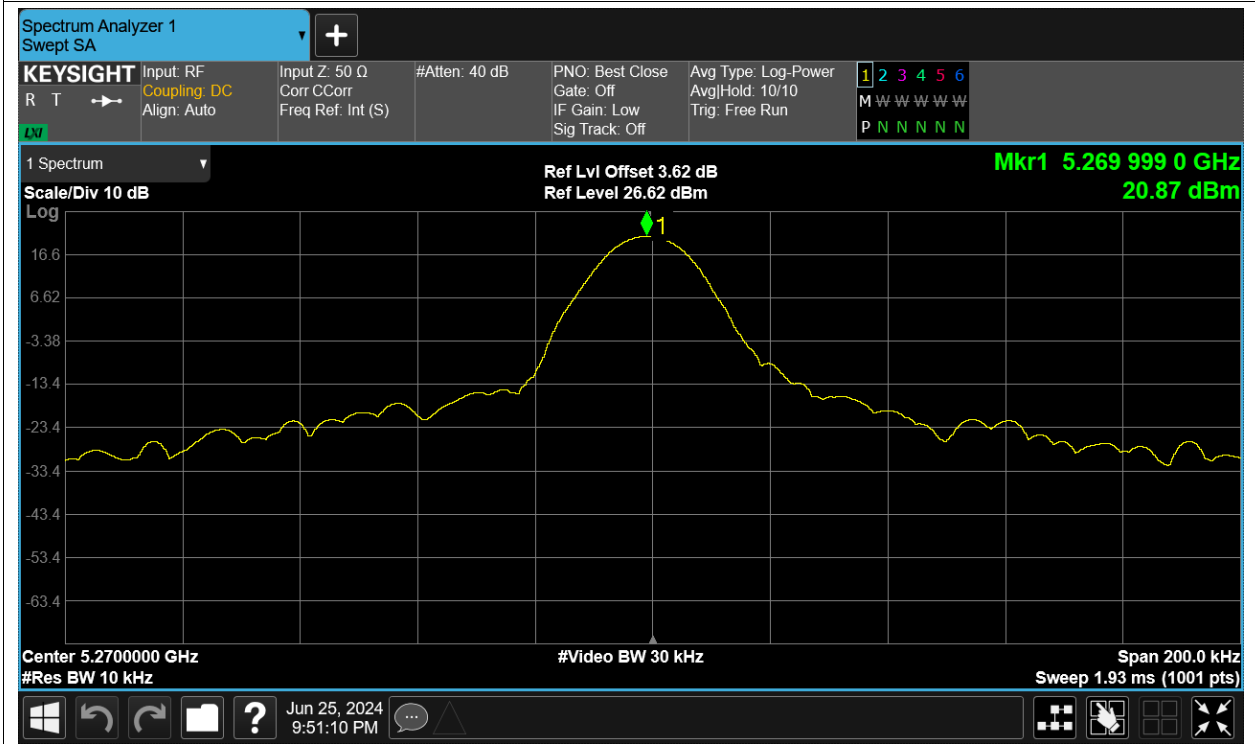 Spectrum Analyzer 1
Swept SA
+
KEYSIGHT
R T
LXI
Input: RF
Coupling: DC
Align: Auto
Input Z: 50 Ω
Corr CCorr
Freq Ref: Int (S)
#Atten: 40 dB
PNO: Best Close
Gate: Off
IF Gain: Low
Sig Track: Off
Avg Type: Log-Power
Avg|Hold: 10/10
Trig: Free Run
1 2 3 4 5 6
M W W W W W
P N N N N N
1 Spectrum
Scale/Div 10 dB
Ref Lvl Offset 3.62 dB
Ref Level 26.62 dBm
Mkr1 5.269 999 0 GHz
20.87 dBm
Log
1
16.6
6.62
-3.38
-13.4
-23.4
-33.4
-43.4
-53.4
-63.4
Center 5.2700000 GHz
#Video BW 30 kHz
Span 200.0 kHz
#Res BW 10 kHz
Sweep 1.93 ms (1001 pts)
?
Jun 25, 2024
9:51:10 PM